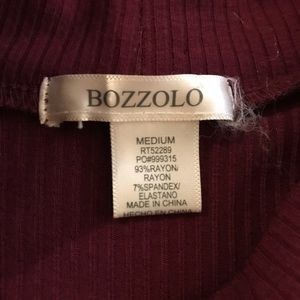 BOZZOLO
MEDIUM
RT52289
PO#999315
93%RAYON/
RAYON
7%SPANDEX/
ELASTANO
MADE IN CHINA
HECHO EN CHINA